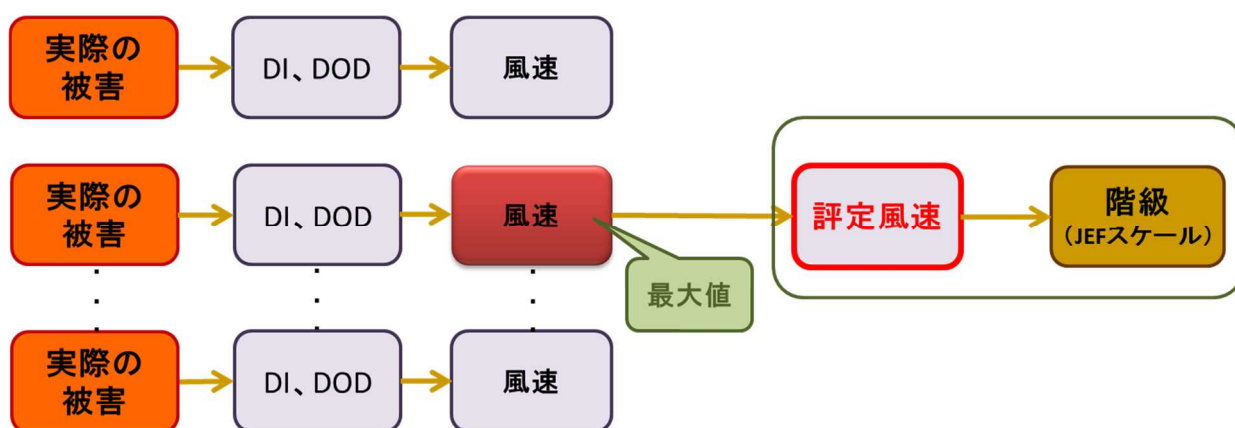 実際の
被害
DI、DOD
風速
実際の
被害
DI、DOD
風速
最大値
評定風速
階級
（JEFスケール）
実際の
被害
DI、DOD
風速